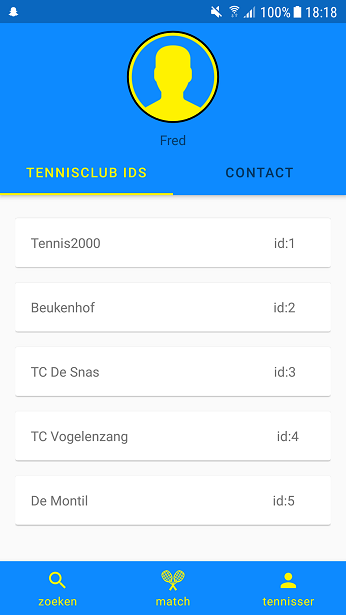 100% 18:18
Fred
TENNISCLUB IDS CONTACT
Tennis2000 id:1
Beukenhof id:2
TC De Snas id:3
TC Vogelenzang id:4
De Montil id:5
zoeken match tennisser